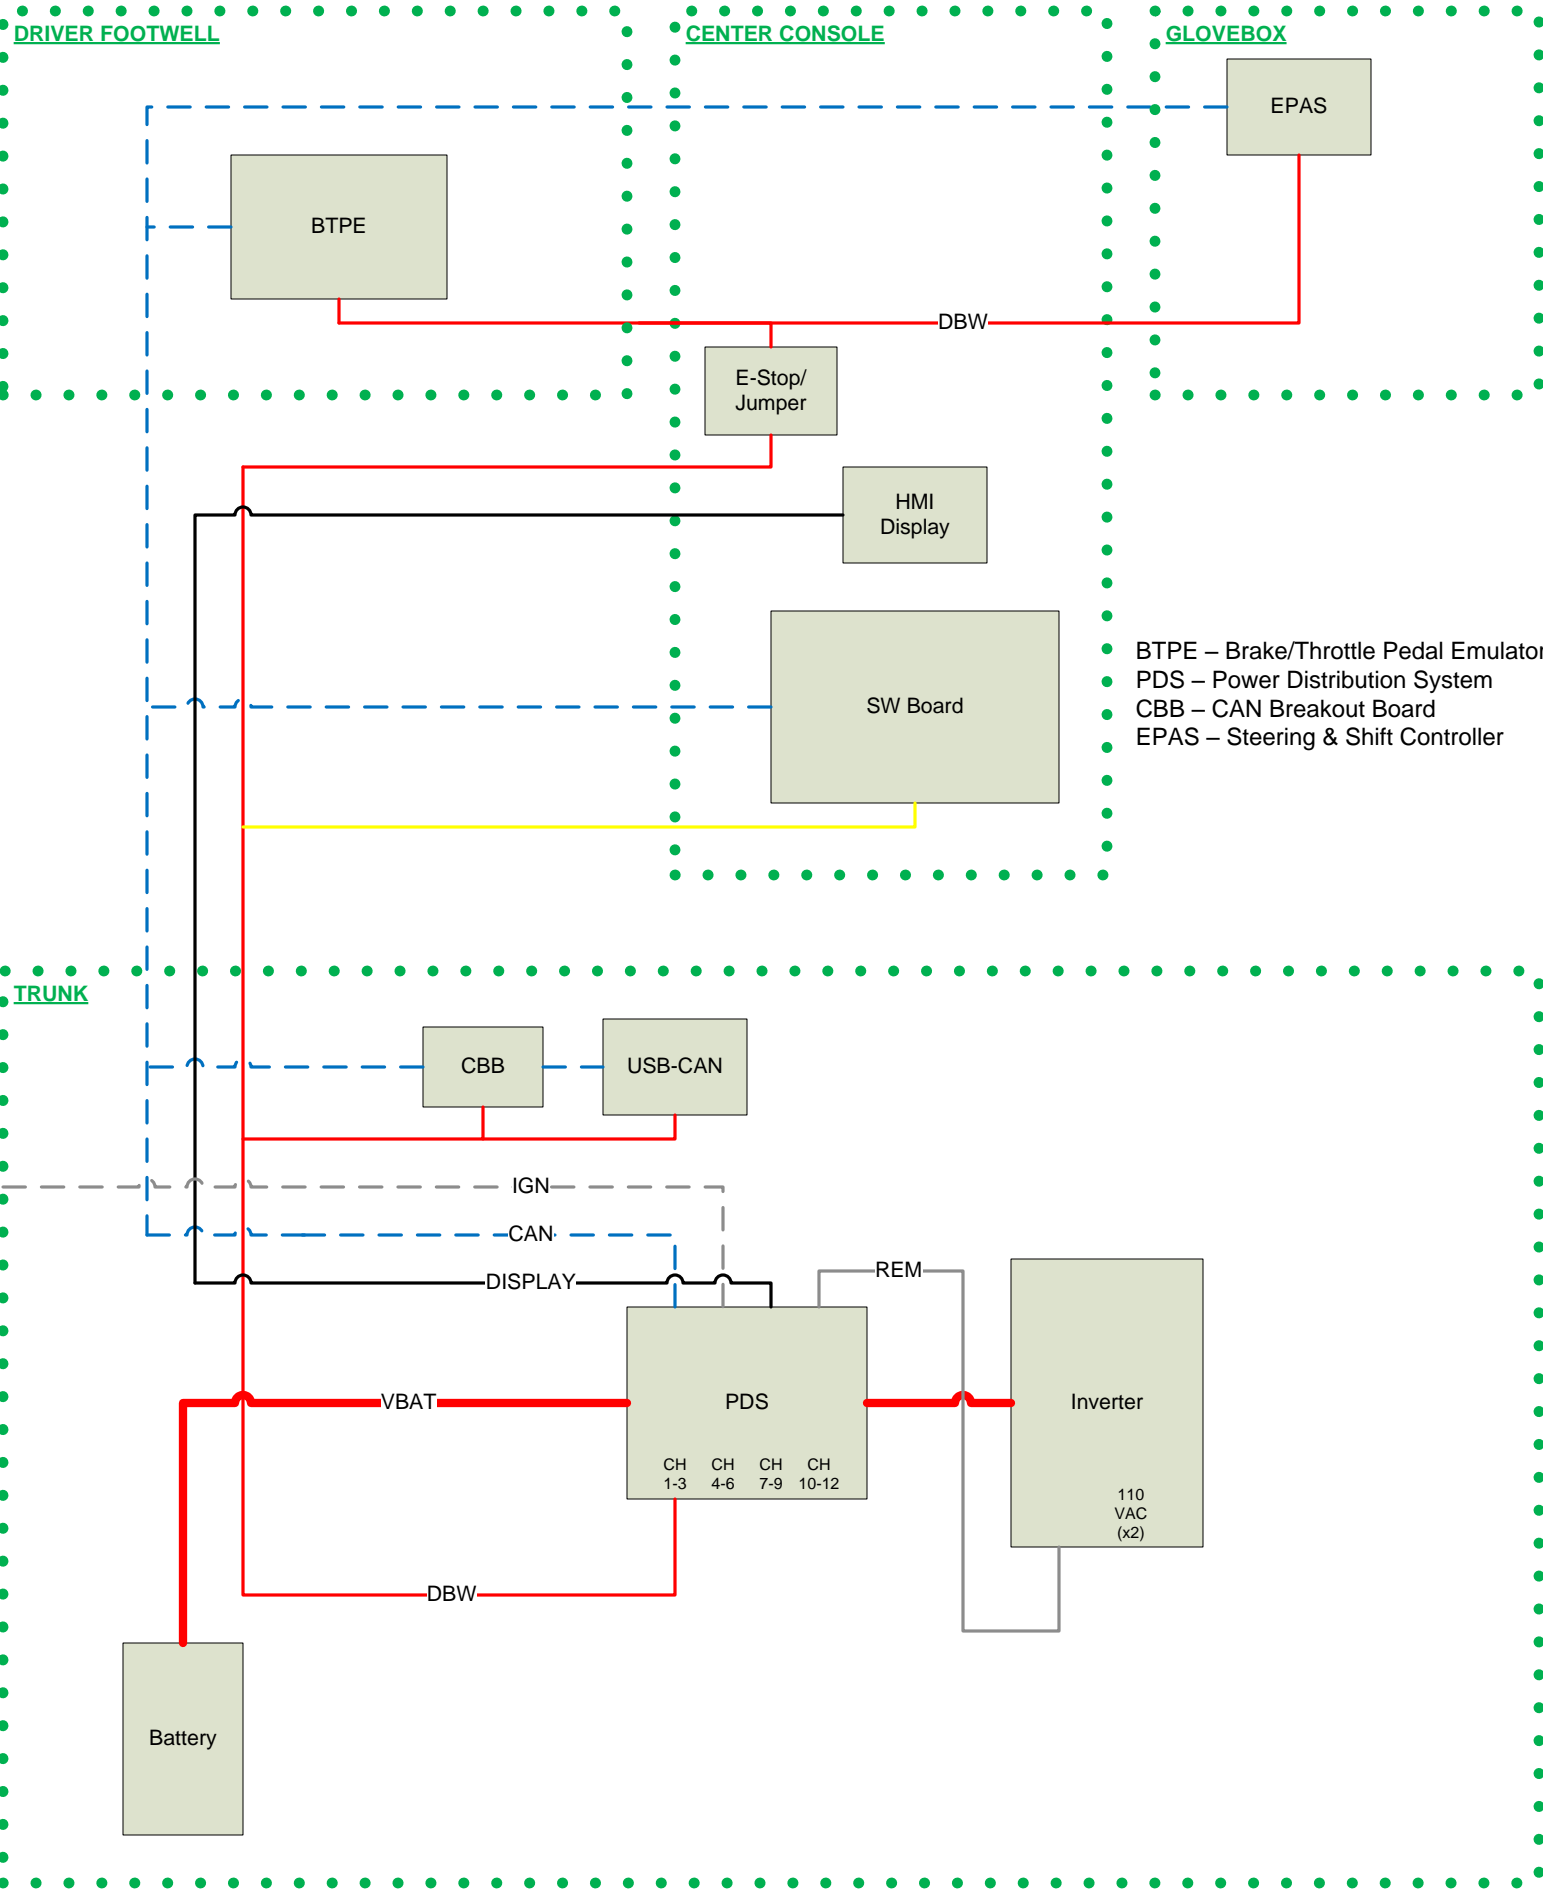 DRIVER FOOTWELL
CENTER CONSOLE
GLOVEBOX
EPAS
BTPE
DBW
E-Stop/
Jumper
HMI
Display
SW Board
BTPE – Brake/Throttle Pedal Emulator
PDS – Power Distribution System
CBB – CAN Breakout Board
EPAS – Steering & Shift Controller
TRUNK
CBB
USB-CAN
IGN
CAN
DISPLAY
REM
VBAT
PDS
Inverter
CH
1-3
CH
4-6
CH
7-9
CH
10-12
110
VAC
(x2)
DBW
Battery